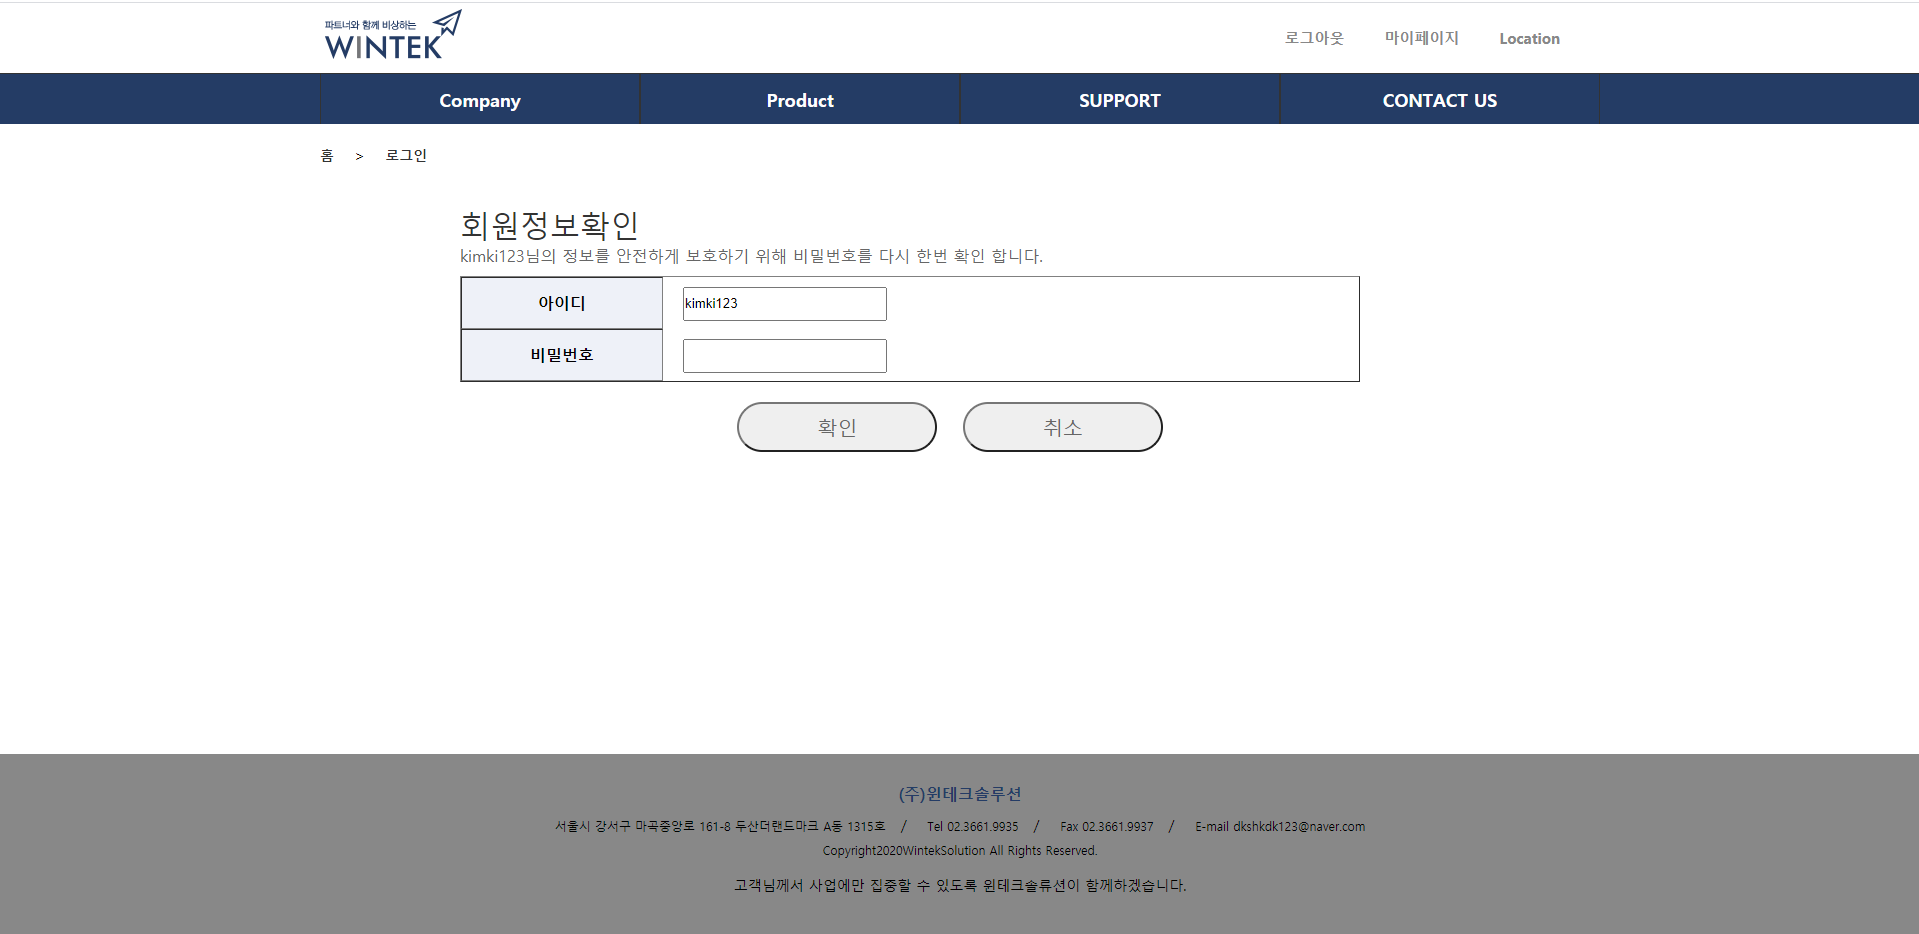 파트너와 함께 비상하는
WINTEK
로그아웃 마이페이지 Location
Company Product SUPPORT CONTACT US
홈 > 로그인
회원정보확인
kimki123님의 정보를 안전하게 보호하기 위해 비밀번호를 다시 한번 확인 합니다.
아이디 kimki123
비밀번호
확인 취소
(주)윈테크솔루션
서울시 강서구 마곡중앙로 161-8 두산더랜드마크 A동 1315호 / Tel 02.3661.9935 / Fax 02.3661.9937 / E-mail dkshkdk123@naver.com
Copyright2020WintekSolution All Rights Reserved.
고객님께서 사업에만 집중할 수 있도록 윈테크솔류션이 함께하겠습니다.